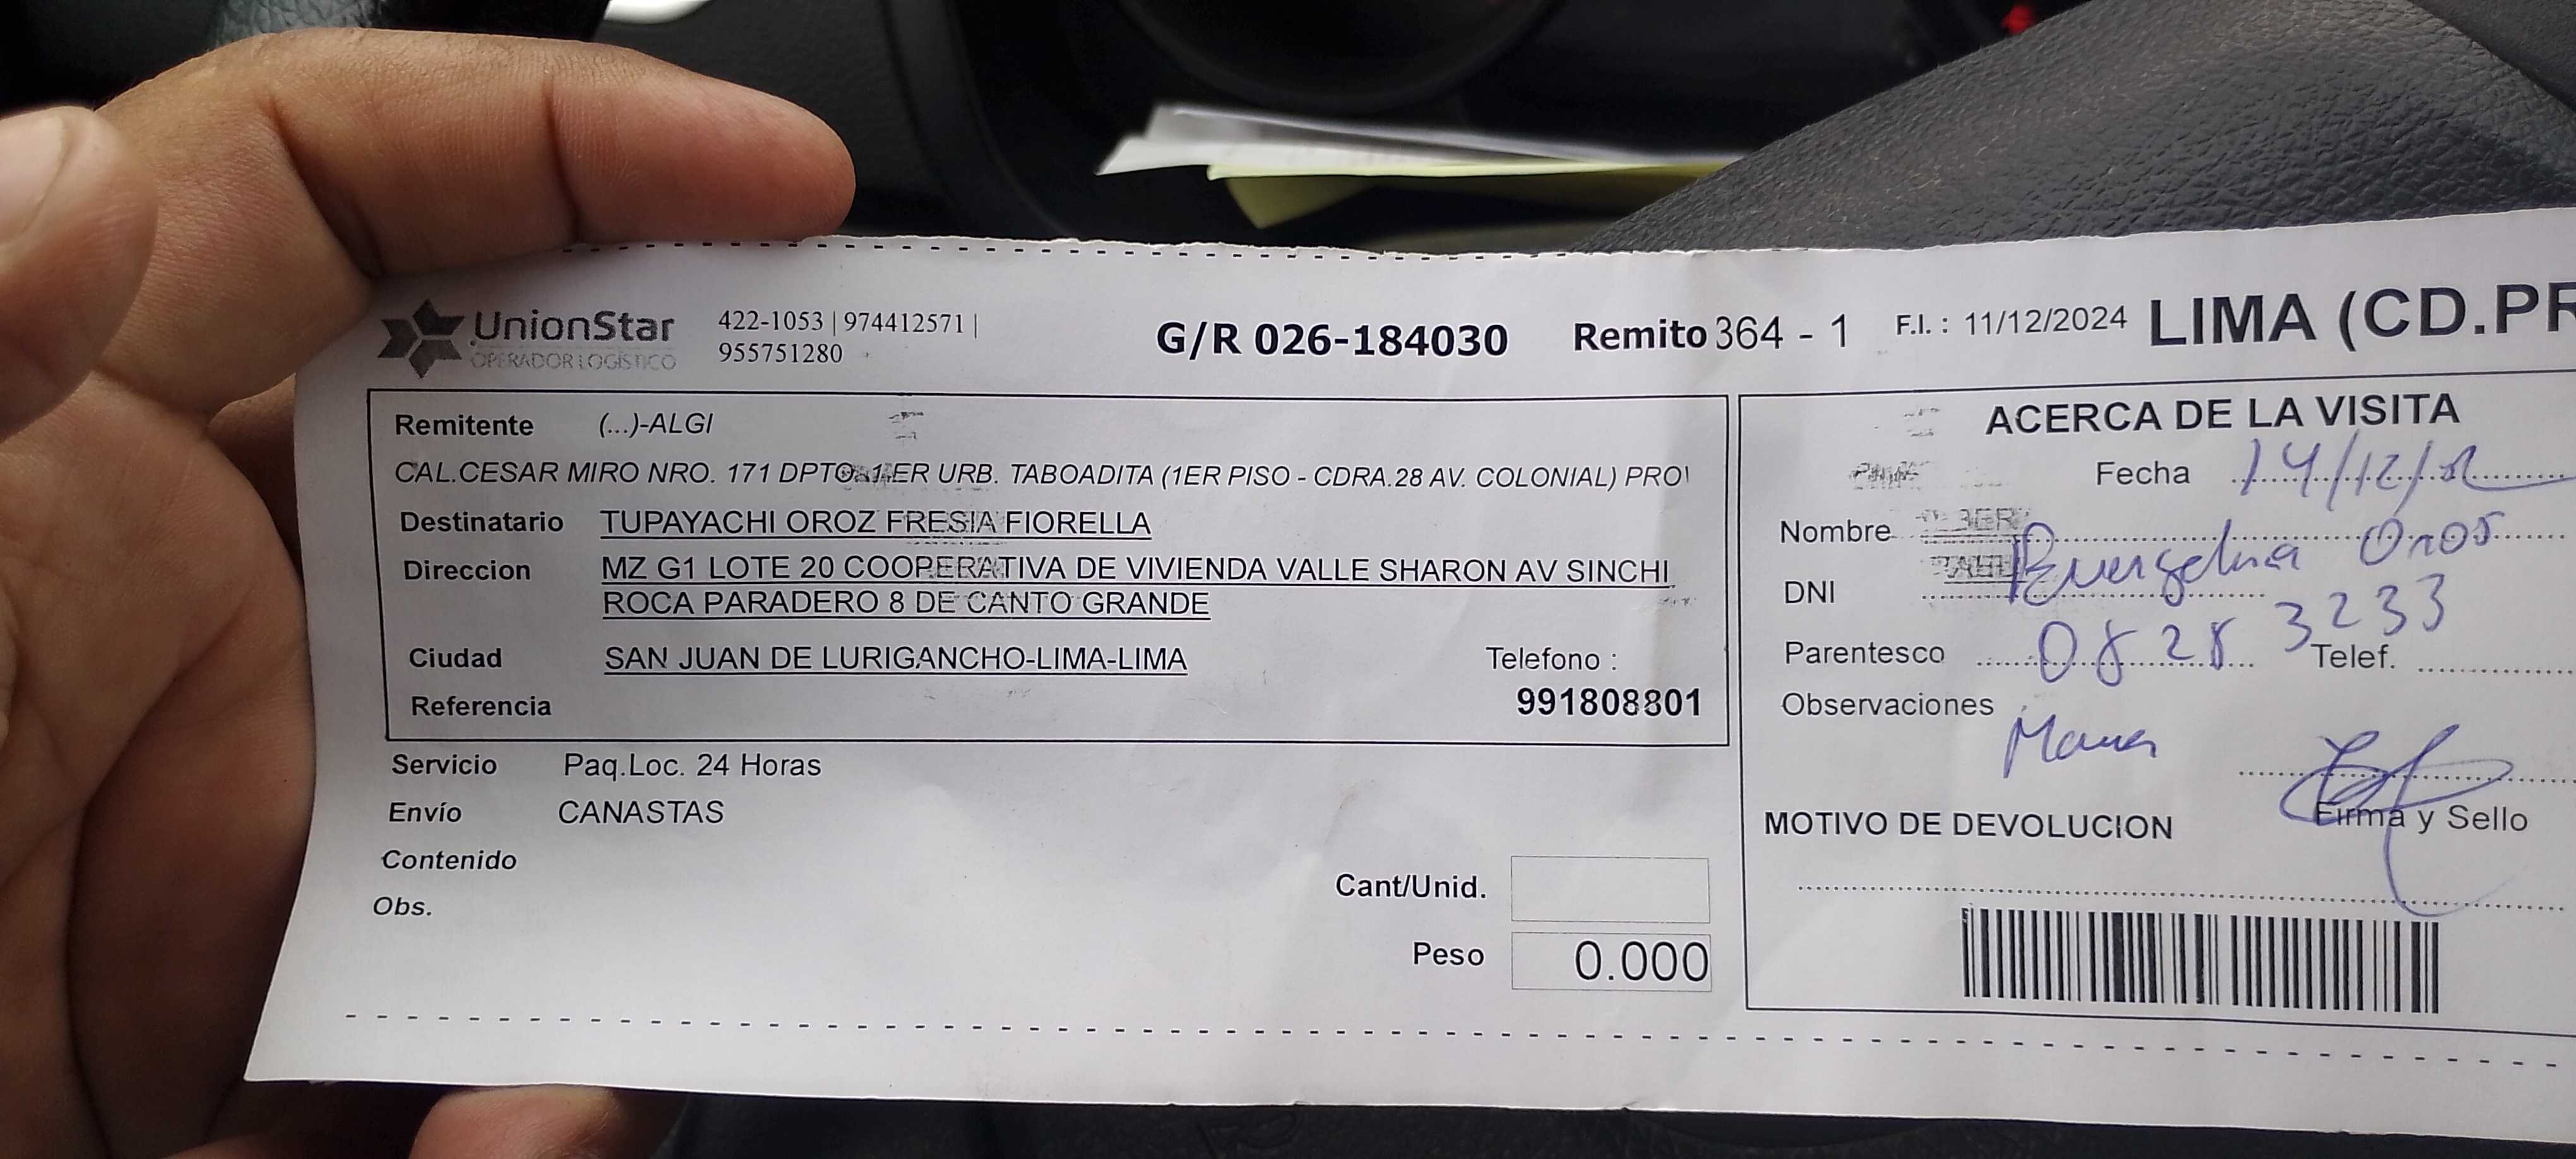 UnionStar
OPERADOR LOGÍSTICO
422-1053 | 974412571 |
955751280
G/R 026-184030
Remito 364 - 1
F.I. : 11/12/2024
LIMA (CD.PR
Remitente (...)-ALGI
CAL.CESAR MIRO NRO. 171 DPTO. 1 ER URB. TABOADITA (1ER PISO - CDRA.28 AV. COLONIAL) PRO
Destinatario TUPAYACHI OROZ FRESIA FIORELLA
Direccion MZ G1 LOTE 20 COOPERATIVA DE VIVIENDA VALLE SHARON AV SINCHI
ROCA PARADERO 8 DE CANTO GRANDE
Ciudad SAN JUAN DE LURIGANCHO-LIMA-LIMA
Telefono :
Referencia
991808801
Servicio Paq.Loc. 24 Horas
Envío CANASTAS
Contenido
Obs.
Cant/Unid.
Peso 0.000
ACERCA DE LA VISITA
Fecha 14/12/
Nombre
Oros
DNI
08283233
Parentesco
Telef.
Observaciones
Firma y Sello
MOTIVO DE DEVOLUCION